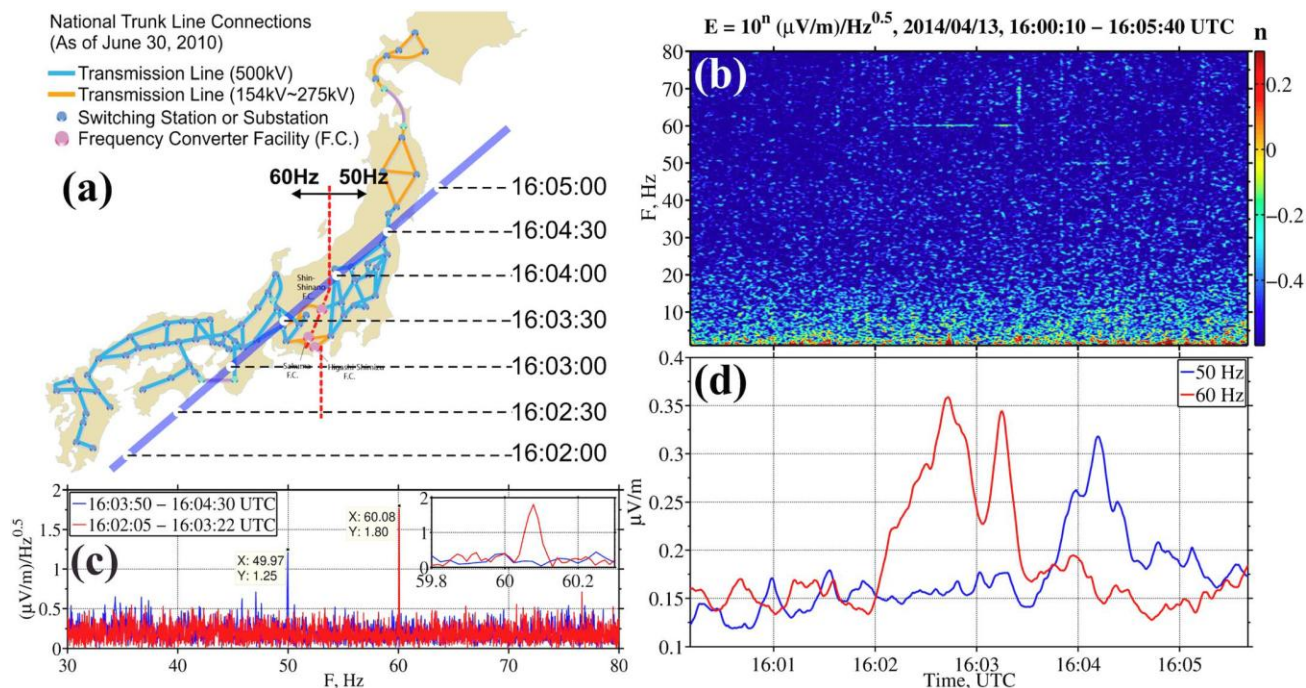 National Trunk Line Connections
(As of June 30, 2010)
Transmission Line (500kV)
Transmission Line (154kV~275kV)
Switching Station or Substation
Frequency Converter Facility (F.C.)
(a)
60Hz 50Hz
16:05:00
16:04:30
16:04:00
Shin-
Shinano
F.C.
16:03:30
16:03:00
Sakuma
F.C.
Higashi-Shimizu
F.C.
16:02:30
16:02:00
E = 10ⁿ (µV/m)/Hz⁰·⁵, 2014/04/13, 16:00:10 – 16:05:40 UTC
n
(b)
F, Hz
80
70
60
50
40
30
20
10
0.2
0
−0.2
−0.4
(c)
16:03:50 – 16:04:30 UTC
16:02:05 – 16:03:22 UTC
X: 49.97
Y: 1.25
X: 60.08
Y: 1.80
(µV/m)/Hz⁰·⁵
2
1.5
1
0.5
0
30 40 50 60 70 80
F, Hz
2
1
0
59.8 60 60.2
(d)
50 Hz
60 Hz
µV/m
0.4
0.35
0.3
0.25
0.2
0.15
0.1
16:01 16:02 16:03 16:04 16:05
Time, UTC